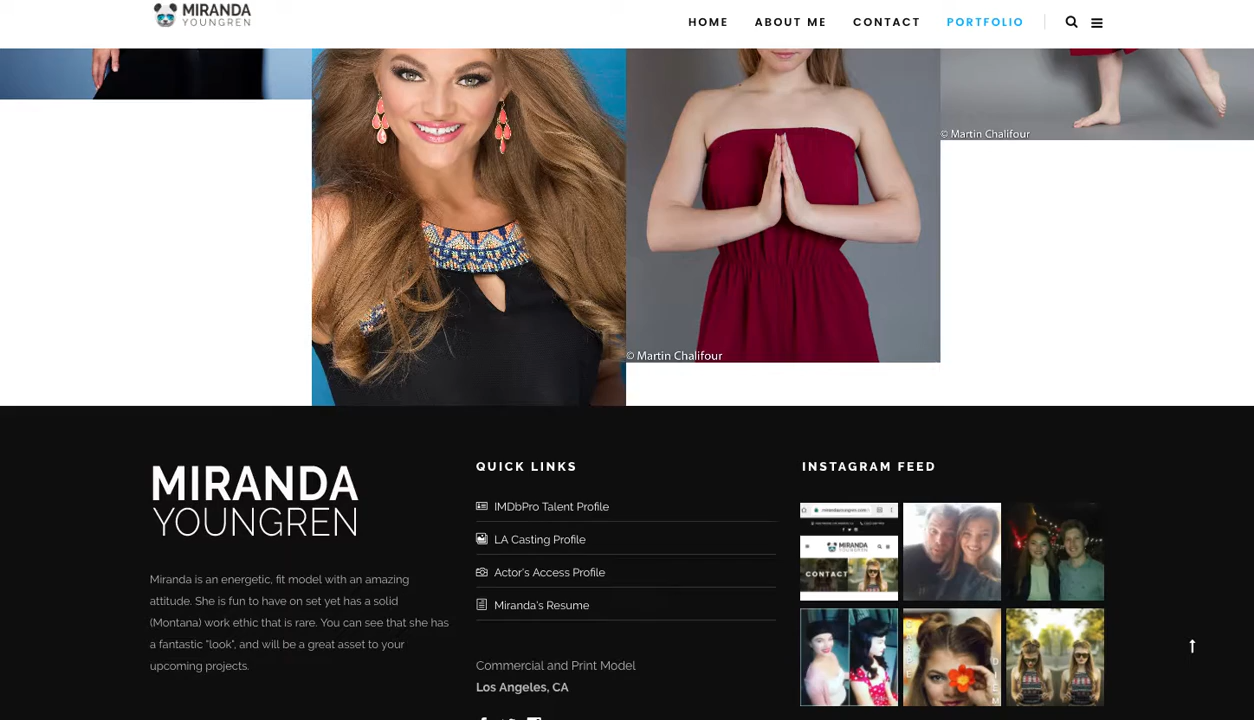 MIRANDA
YOUNGREN
HOME
ABOUT ME
CONTACT
PORTFOLIO
© Martin Chalifour
© Martin Chalifour
MIRANDA
YOUNGREN
Miranda is an energetic, fit model with an amazing
attitude. She is fun to have on set yet has a solid
(Montana) work ethic that is rare. You can see that she has
a fantastic "look", and will be a great asset to your
upcoming projects.
QUICK LINKS
IMDbPro Talent Profile
LA Casting Profile
Actor's Access Profile
Miranda's Resume
Commercial and Print Model
Los Angeles, CA
INSTAGRAM FEED
MIRANDA
YOUNGREN
CONTACT